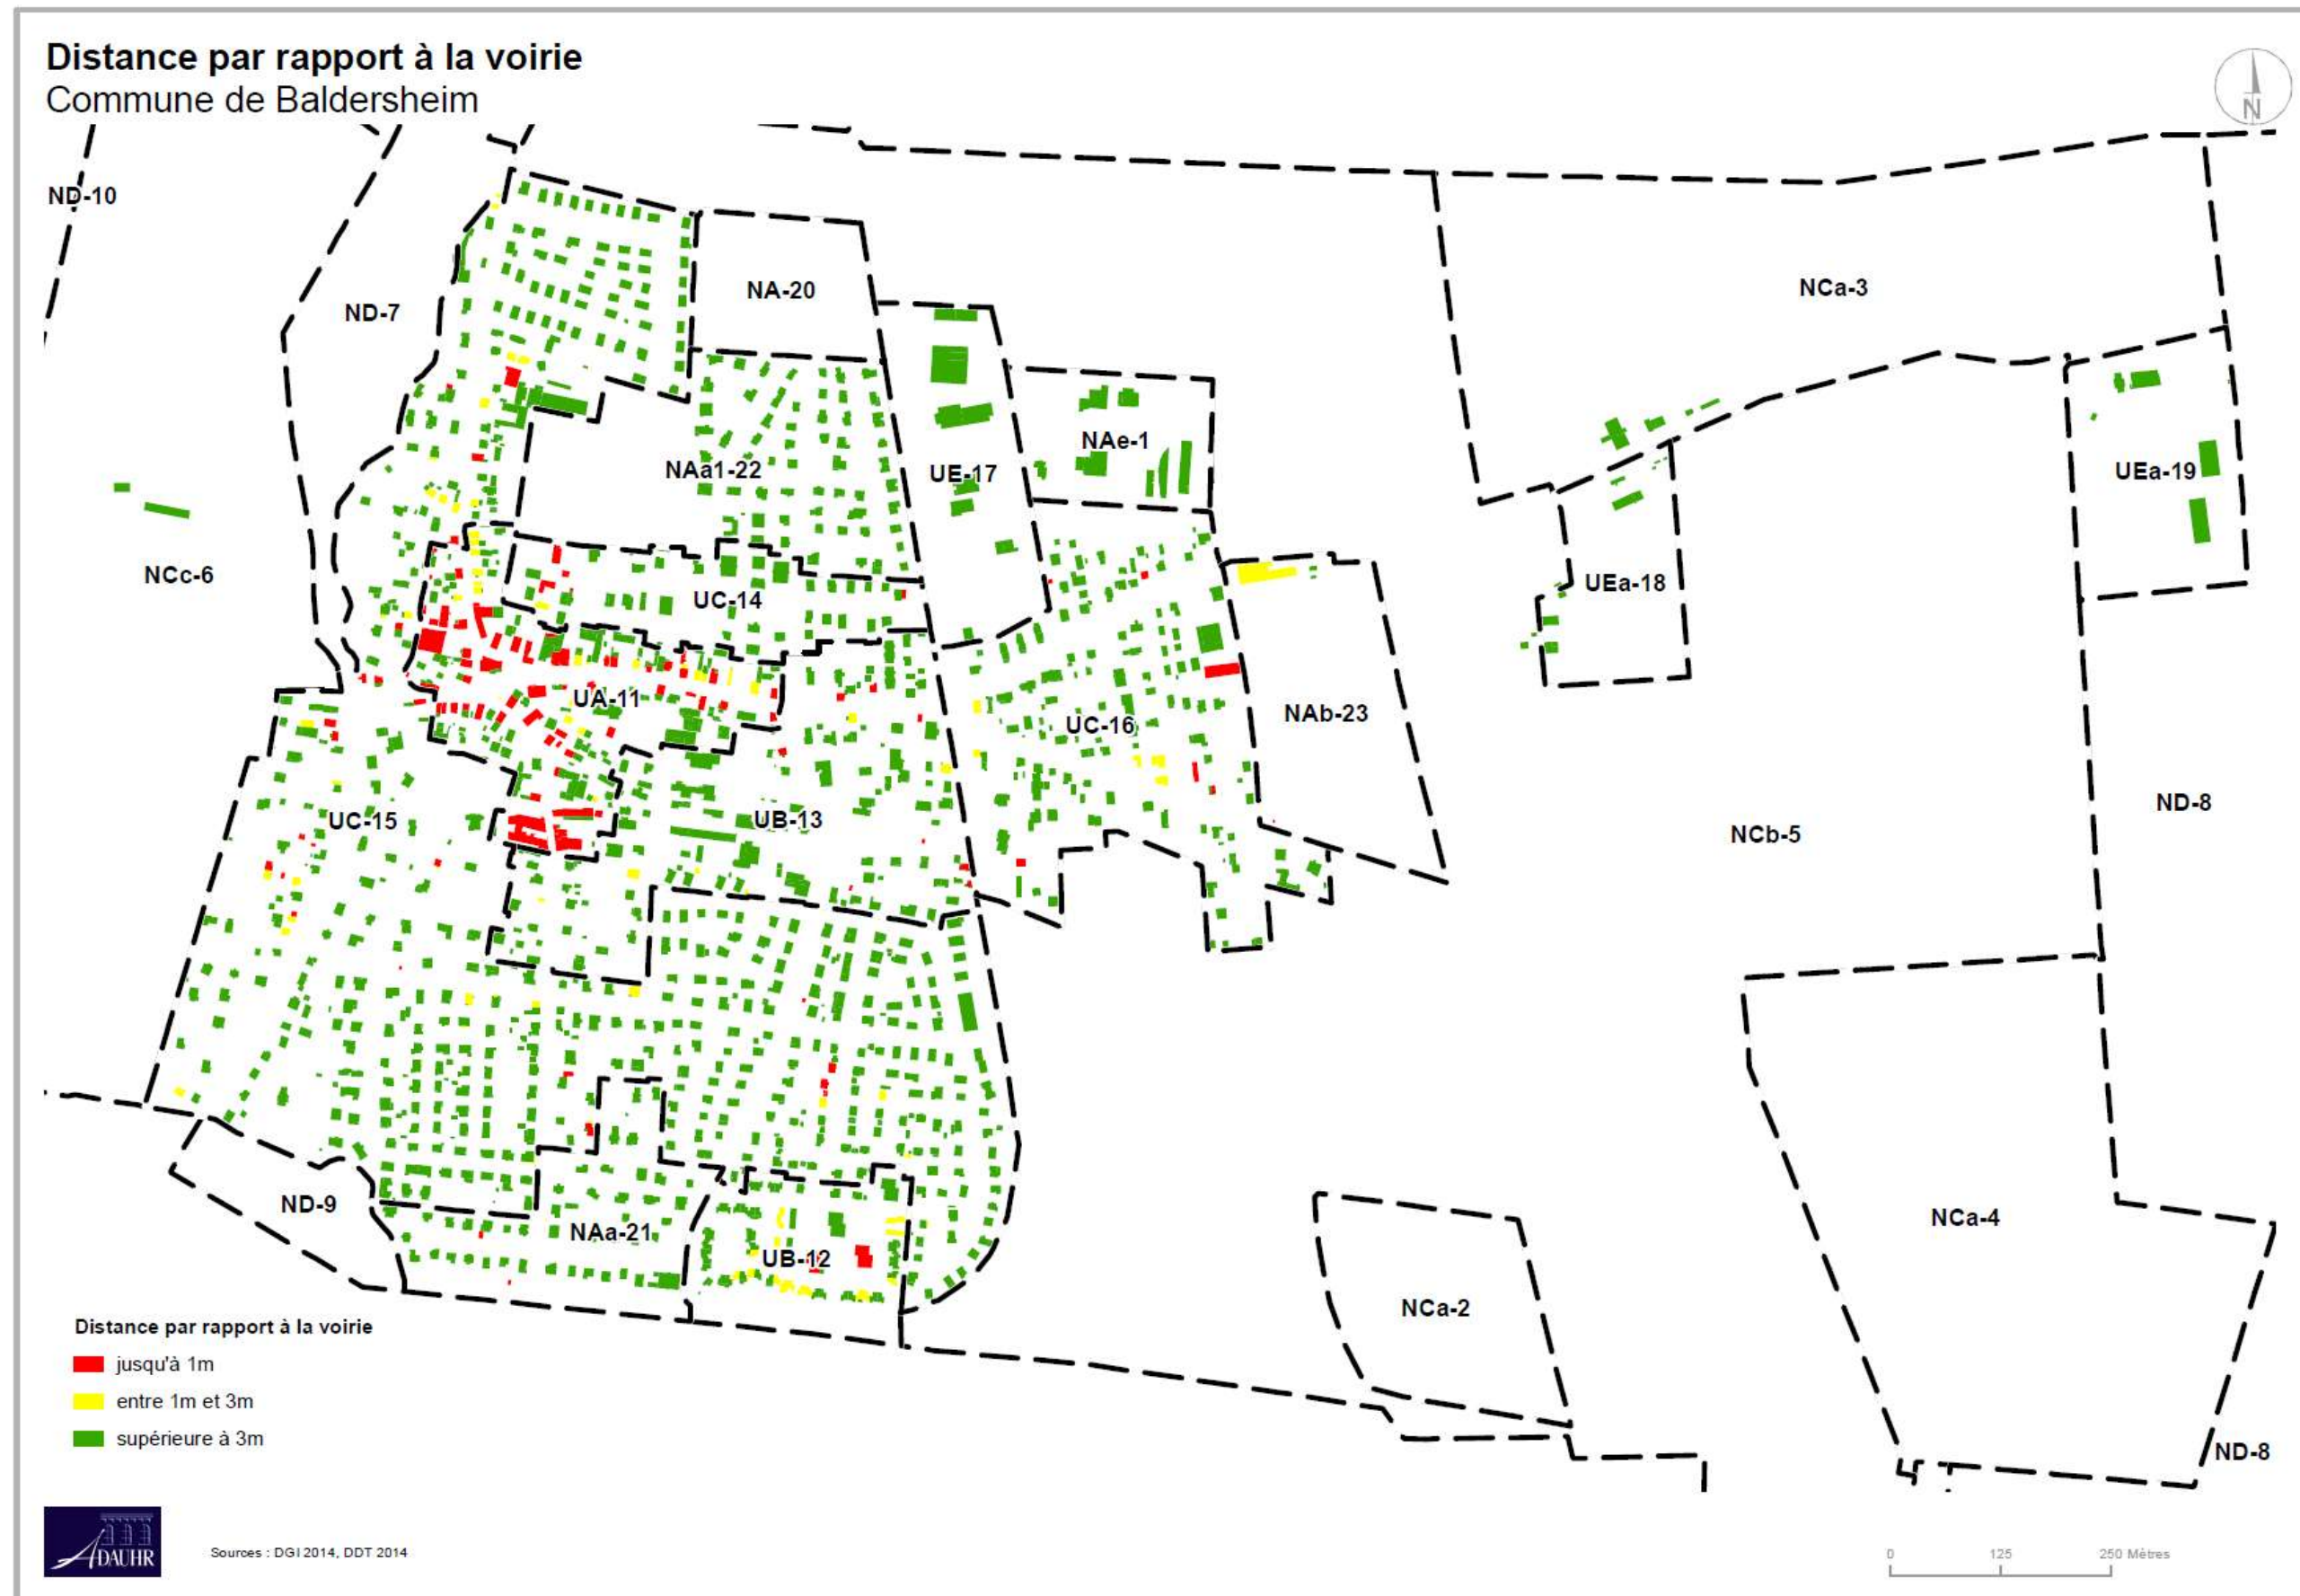 Distance par rapport à la voirie
Commune de Baldersheim
N
ND-10
NCa-3
NA-20
ND-7
NAe-1
NAa1-22
UE-17
UEa-19
NCc-6
UEa-18
UC-14
UA-11
NAb-23
UC-16
ND-8
UC-15
UB-13
NCb-5
ND-9
NCa-4
NAa-21
UB-12
NCa-2
Distance par rapport à la voirie
jusqu'à 1m
entre 1m et 3m
supérieure à 3m
ND-8
ADAUHR
Sources : DGI 2014, DDT 2014
0 125 250 Mètres